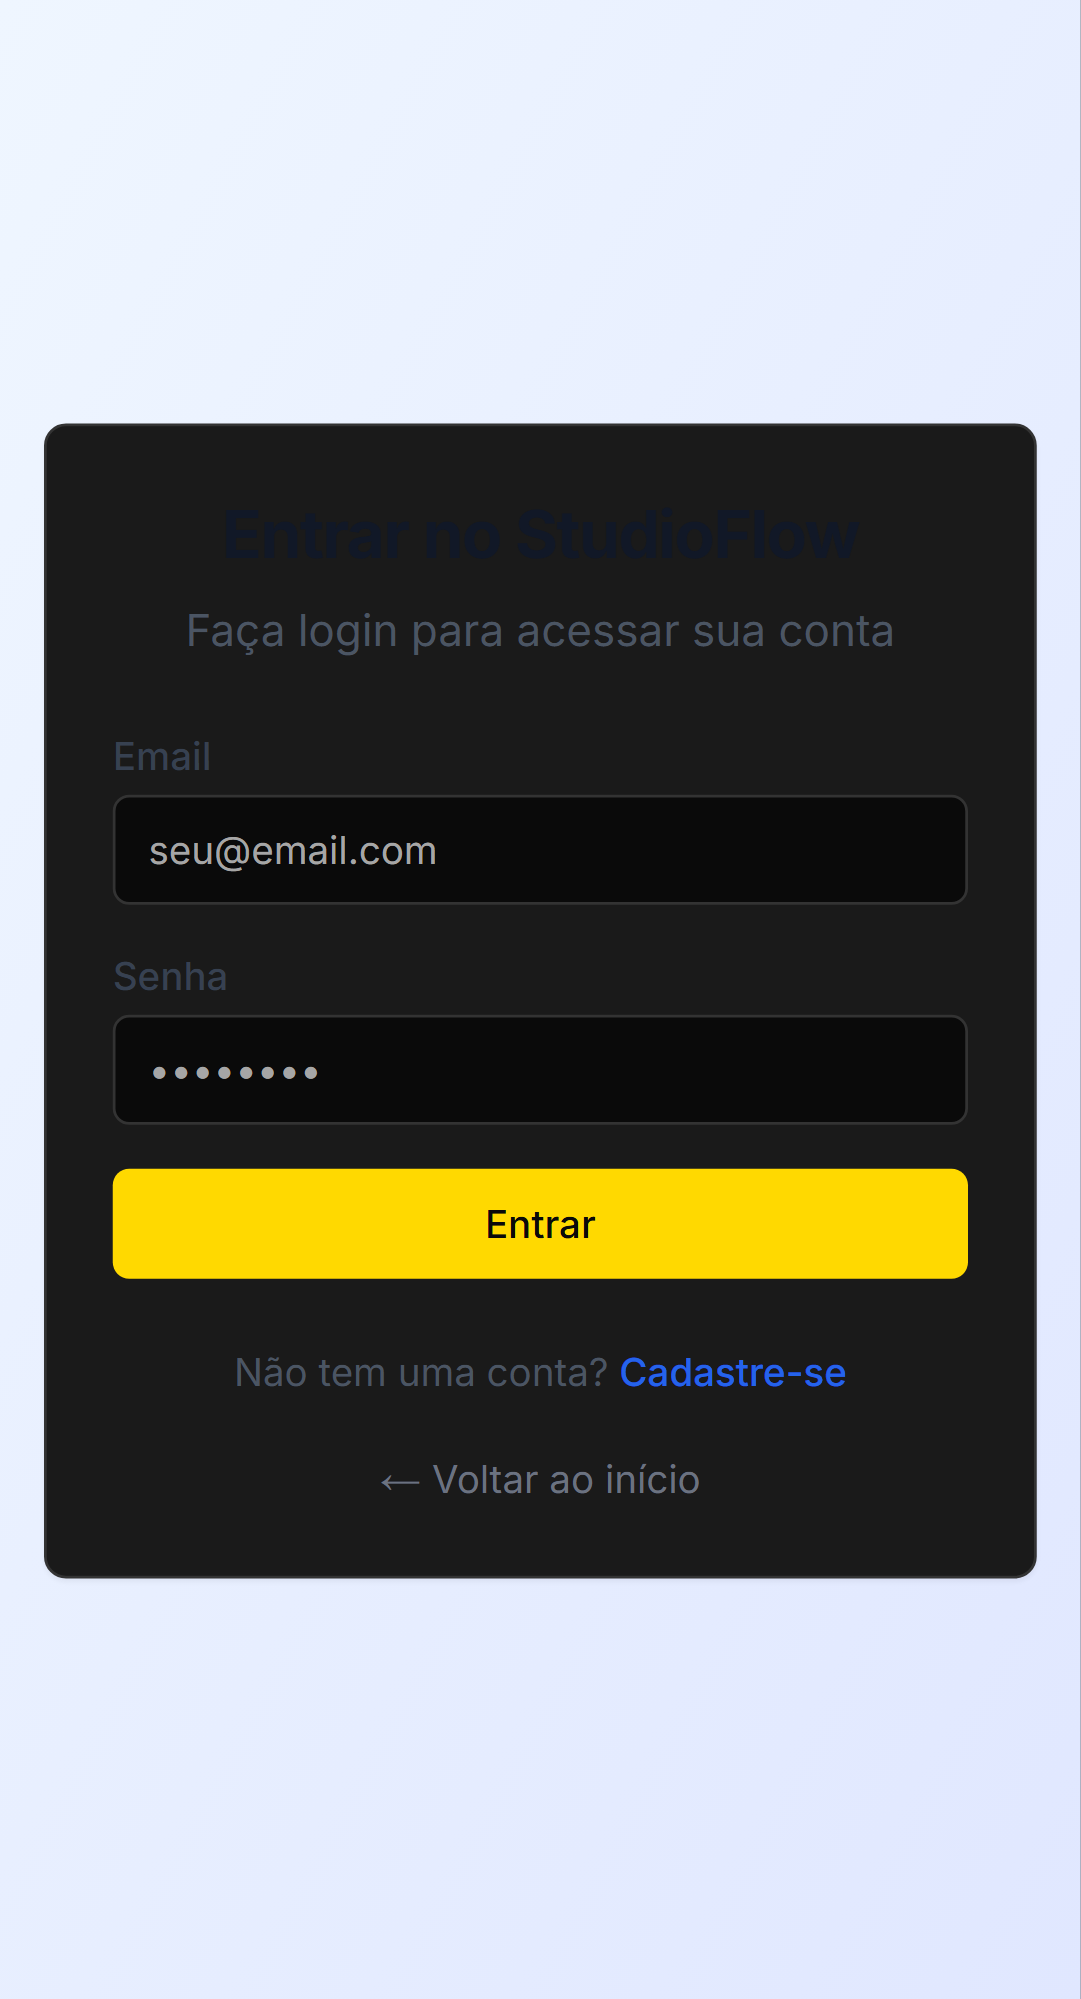 Entrar no StudioFlow
Faça login para acessar sua conta
Email
seu@email.com
Senha
••••••••
Entrar
Não tem uma conta? Cadastre-se
← Voltar ao início